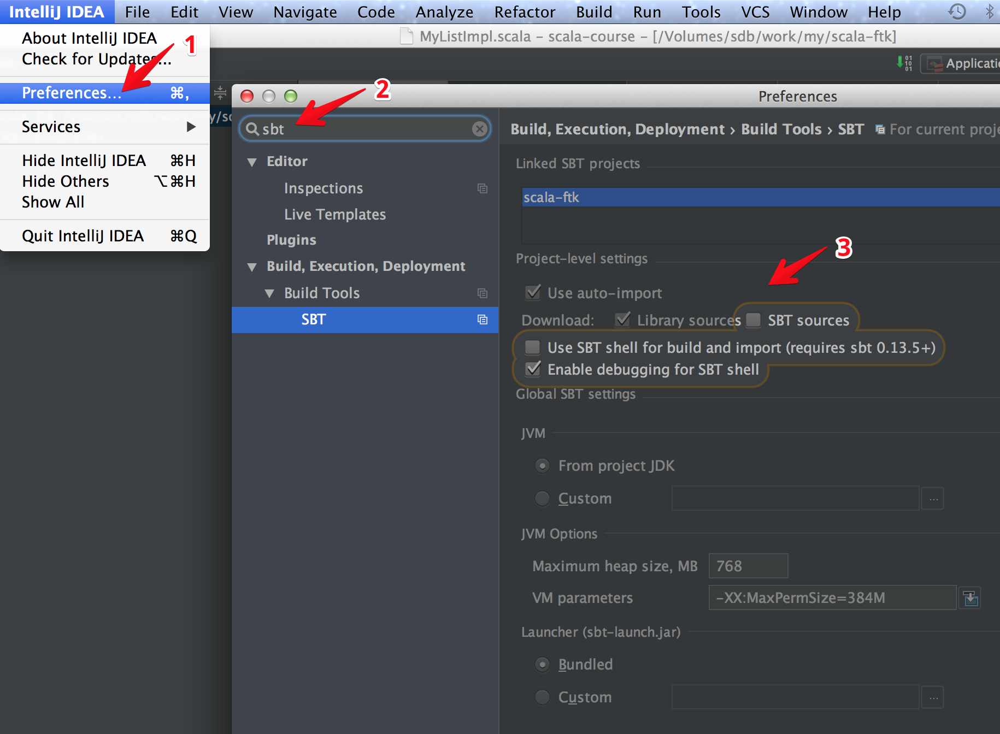 IntelliJ IDEA File Edit View Navigate Code Analyze Refactor Build Run Tools VCS Window Help
About IntelliJ IDEA
1
Check for Updates...
Preferences... ⌘,
Services ▶
Hide IntelliJ IDEA ⌘H
Hide Others ⌥⌘H
Show All
Quit IntelliJ IDEA ⌘Q
MyListImpl.scala - scala-course - [/Volumes/sdb/work/my/scala-ftk]
Preferences
2
sbt
Editor
Inspections
Live Templates
Plugins
Build, Execution, Deployment
Build Tools
SBT
Build, Execution, Deployment › Build Tools › SBT For current
Linked SBT projects
scala-ftk
3
Project-level settings
Use auto-import
Download: Library sources SBT sources
Use SBT shell for build and import (requires sbt 0.13.5+)
Enable debugging for SBT shell
Global SBT settings
JVM
From project JDK
Custom ...
JVM Options
Maximum heap size, MB 768
VM parameters -XX:MaxPermSize=384M
Launcher (sbt-launch.jar)
Bundled
Custom ...